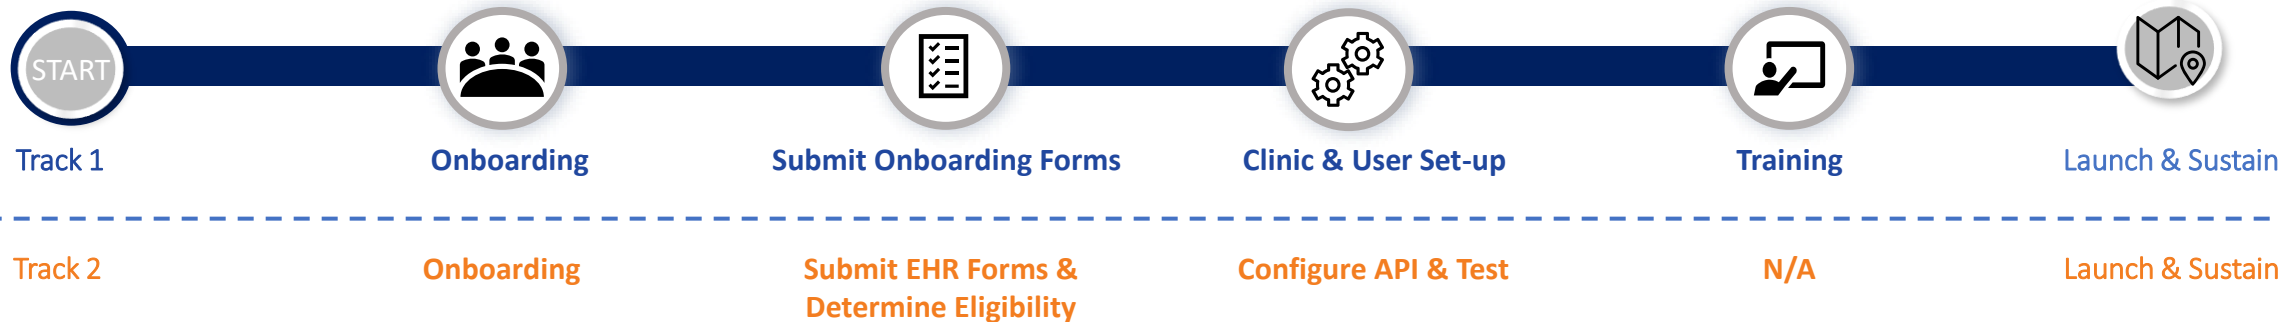 START
Track 1 Onboarding Submit Onboarding Forms Clinic & User Set-up Training Launch & Sustain
Track 2 Onboarding Submit EHR Forms & Configure API & Test N/A Launch & Sustain
Determine Eligibility